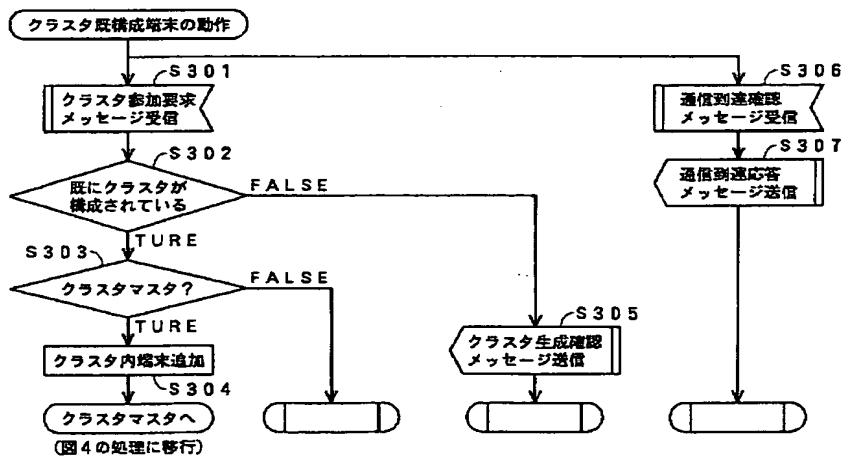 クラスタ既構成端末の動作
S301
クラスタ参加要求
メッセージ受信
S306
通信到達確認
メッセージ受信
S302
既にクラスタが
構成されている
FALSE
S307
通信到達応答
メッセージ送信
TURE
S303
クラスタマスタ?
FALSE
TURE
S305
クラスタ生成確認
メッセージ送信
クラスタ内端末追加
S304
クラスタマスタへ
(図4の処理に移行)